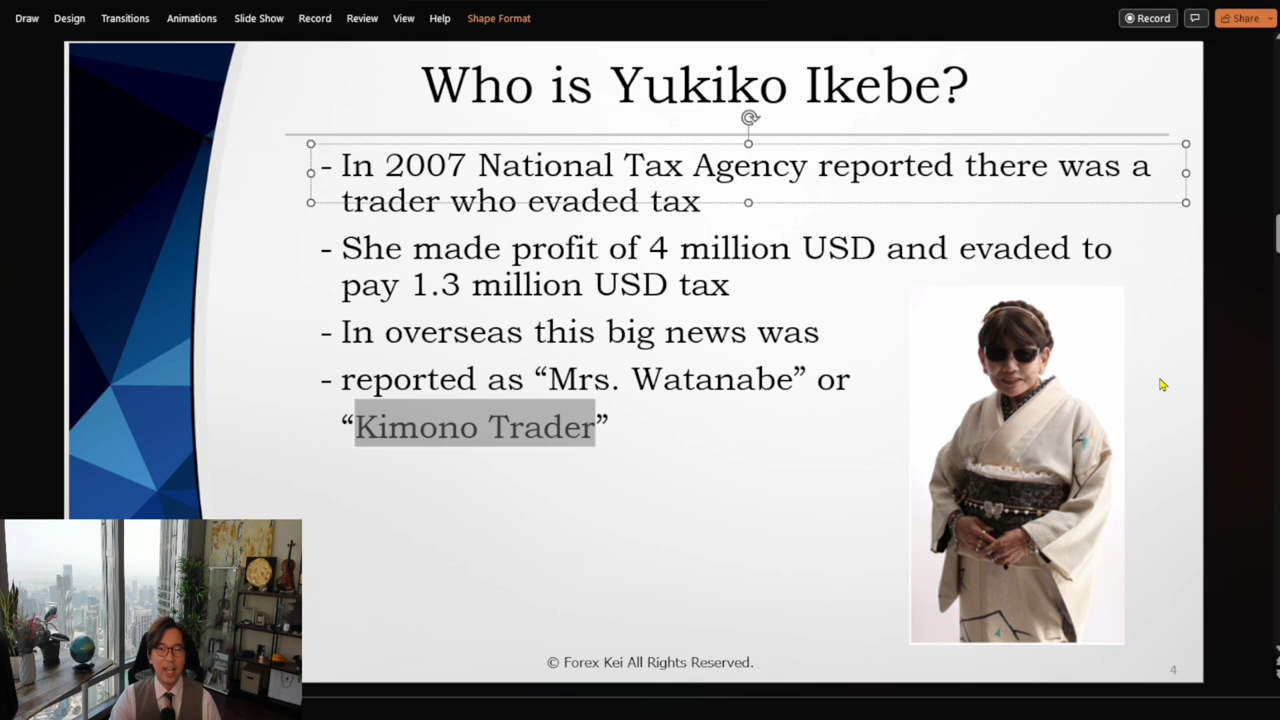 Draw Design Transitions Animations Slide Show Record Review View Help Shape Format Record Share
Who is Yukiko Ikebe?
- In 2007 National Tax Agency reported there was a
trader who evaded tax
- She made profit of 4 million USD and evaded to
pay 1.3 million USD tax
- In overseas this big news was
- reported as “Mrs. Watanabe” or
“Kimono Trader”
© Forex Kei All Rights Reserved.
4